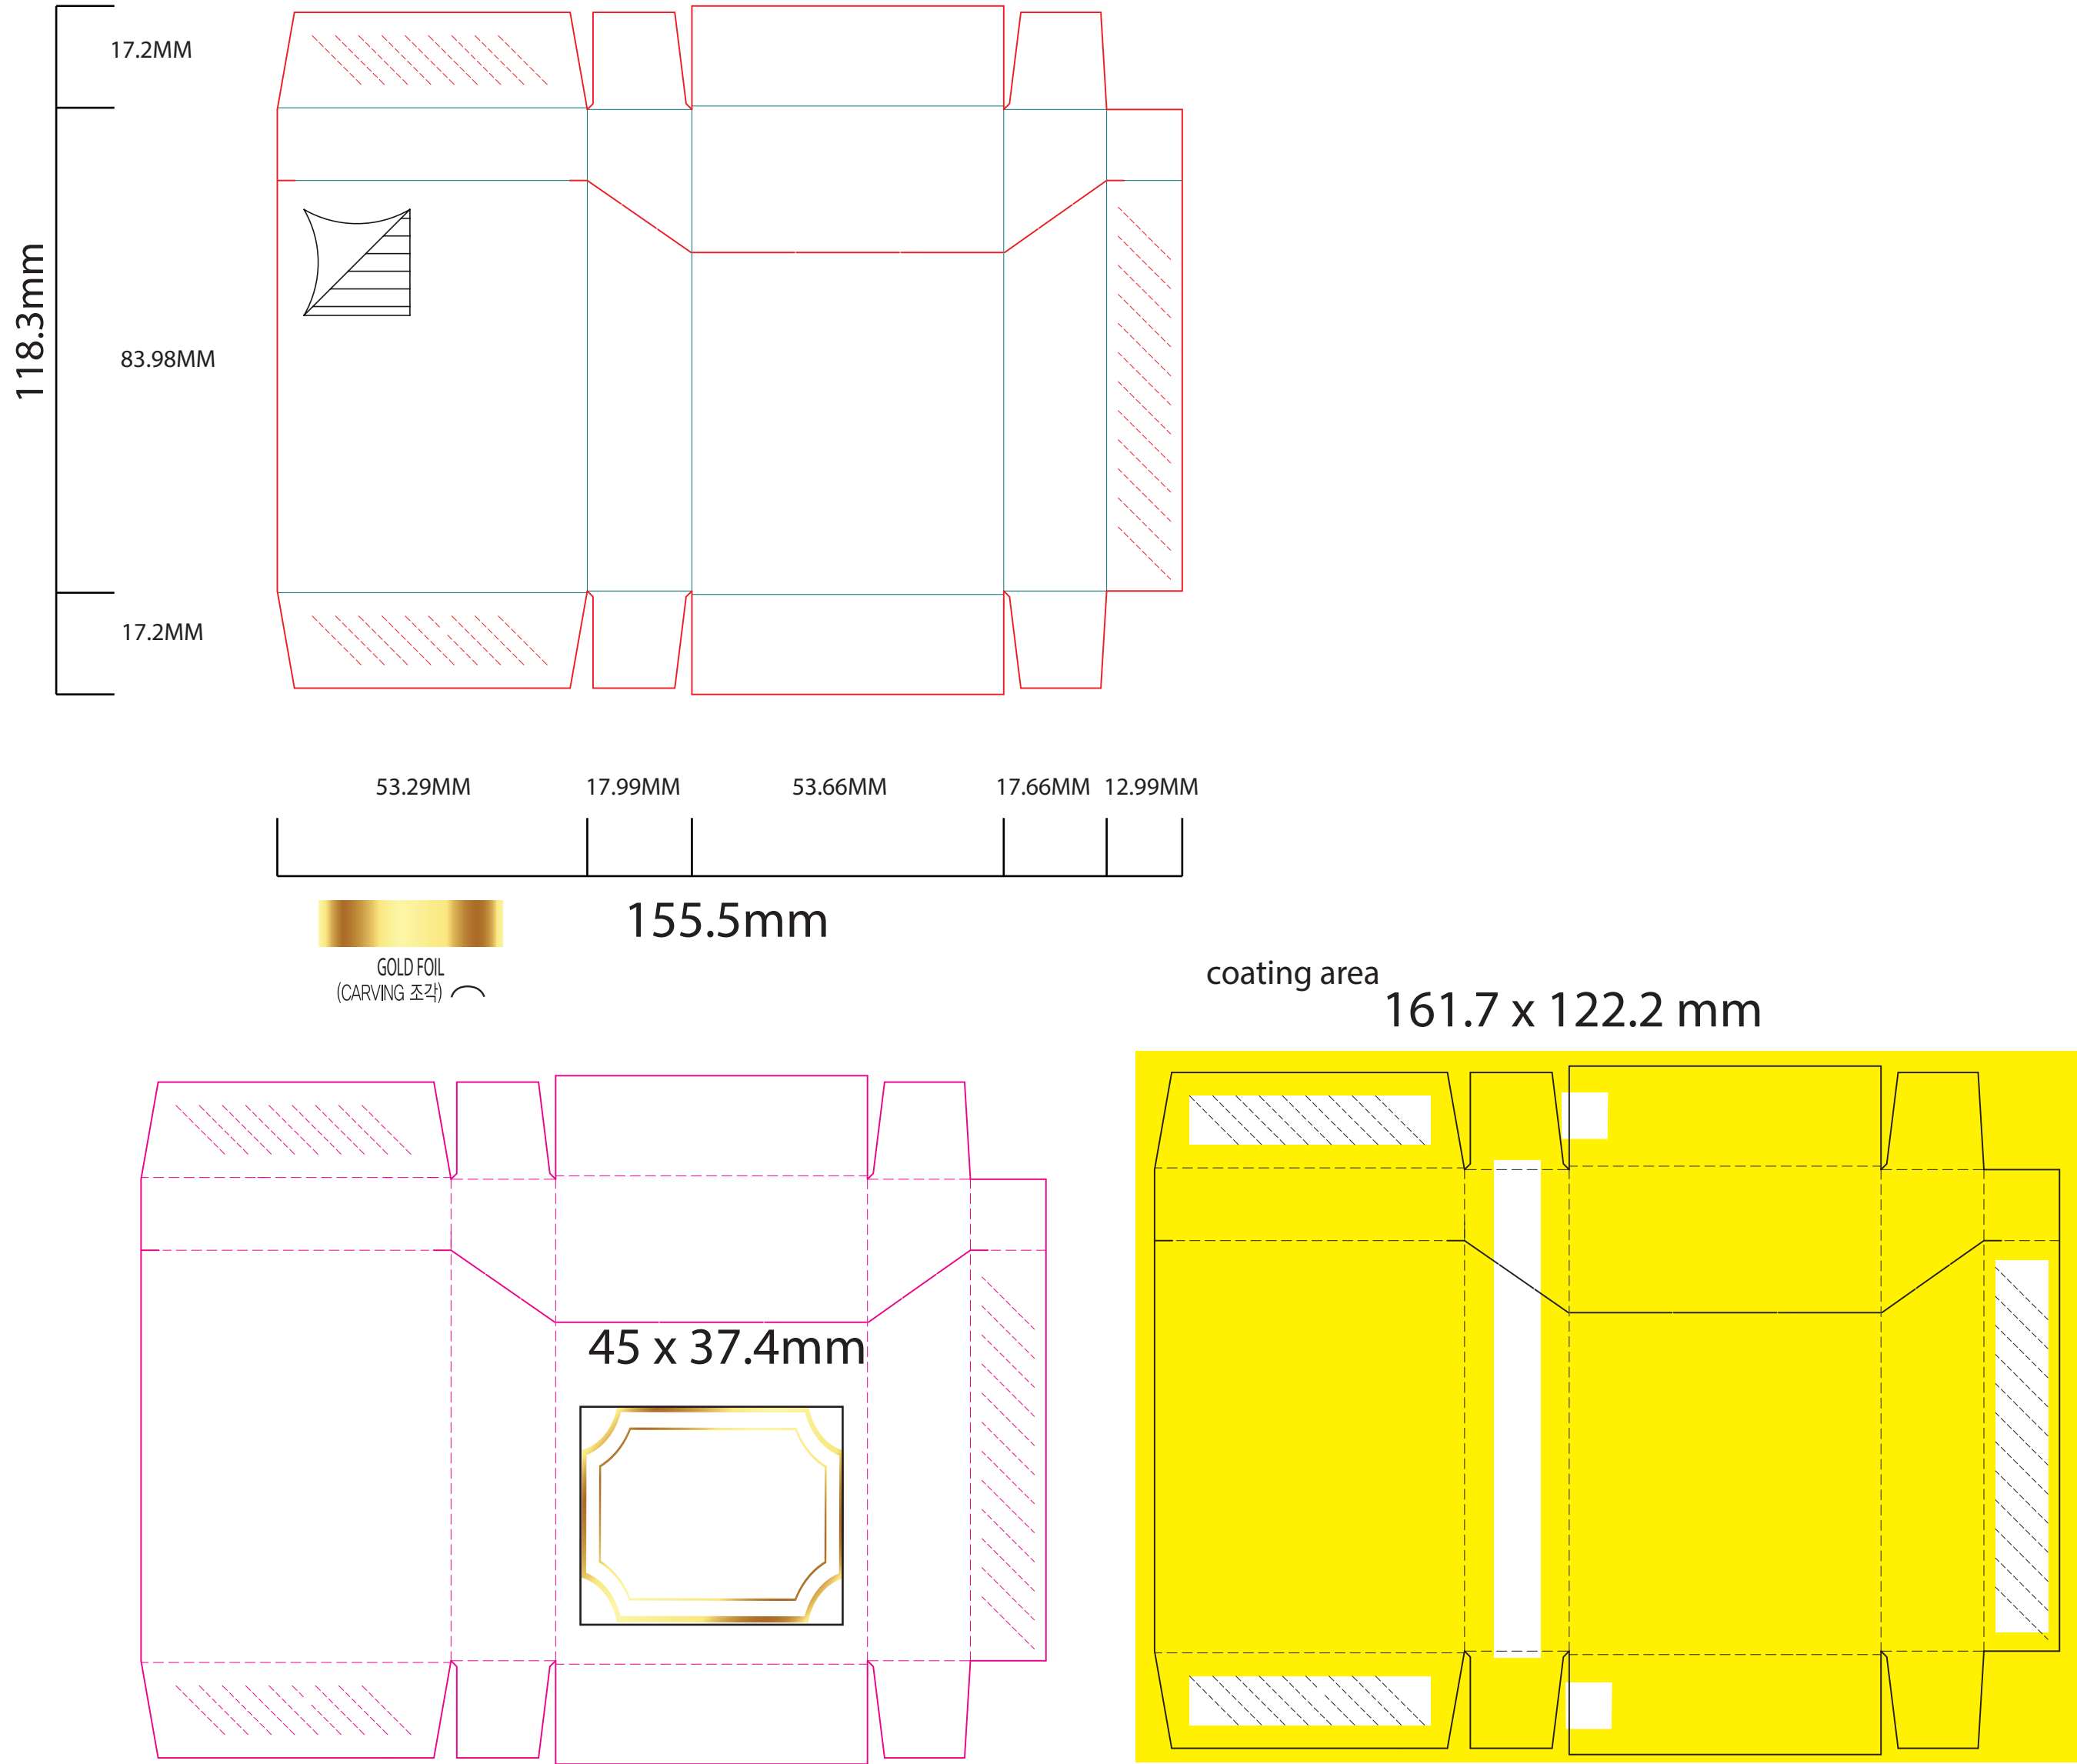 17.2MM
118.3mm
83.98MM
17.2MM
53.29MM 17.99MM 53.66MM 17.66MM 12.99MM
155.5mm
GOLD FOIL
(CARVING 조각)
coating area
161.7 x 122.2 mm
45 x 37.4mm